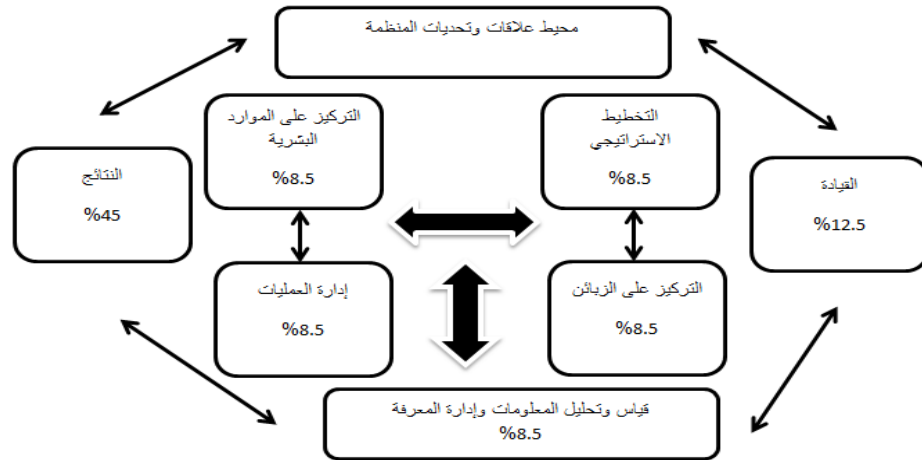 محيط علاقات وتحديات المنظمة
التخطيط
الاستراتيجي
%8.5
التركيز على الموارد
البشرية
%8.5
القيادة
%12.5
النتائج
%45
التركيز على الزبائن
%8.5
إدارة العمليات
%8.5
قياس وتحليل المعلومات وإدارة المعرفة
%8.5